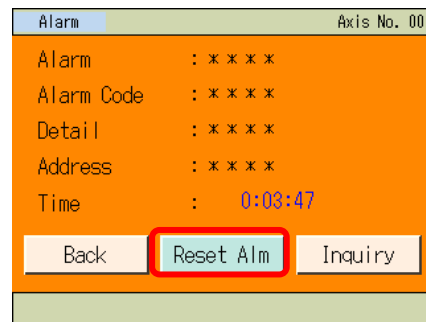 Alarm Axis No. 00
Alarm : * * * *
Alarm Code : * * * *
Detail : * * * *
Address : * * * *
Time : 0:03:47
Back Reset Alm Inquiry